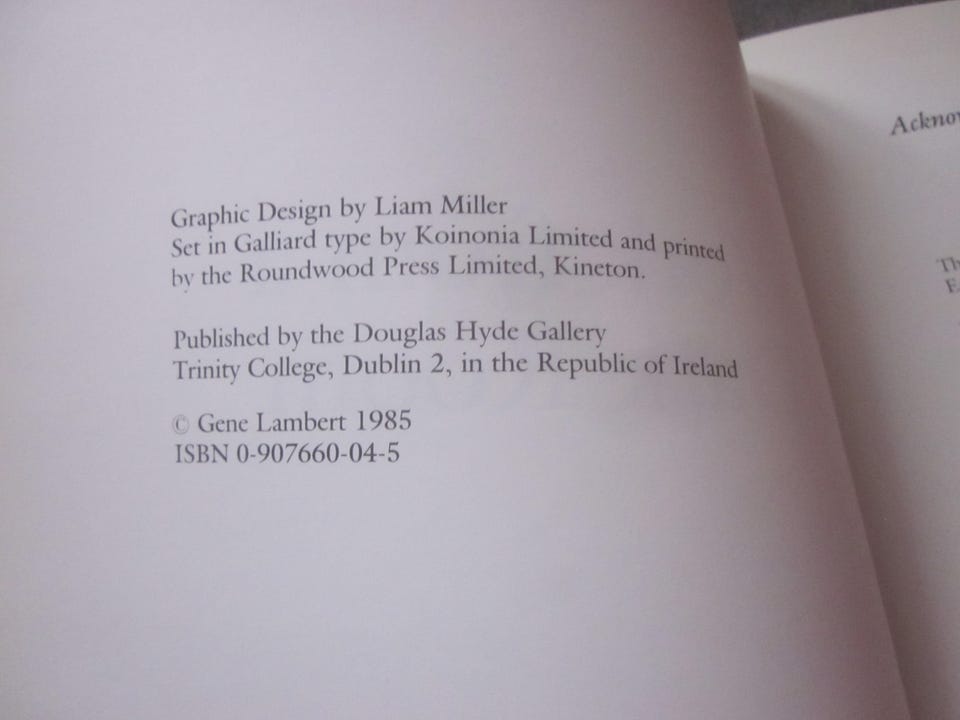 Graphic Design by Liam Miller
Set in Galliard type by Koinonia Limited and printed
by the Roundwood Press Limited, Kineton.
Published by the Douglas Hyde Gallery
Trinity College, Dublin 2, in the Republic of Ireland
© Gene Lambert 1985
ISBN 0-907660-04-5